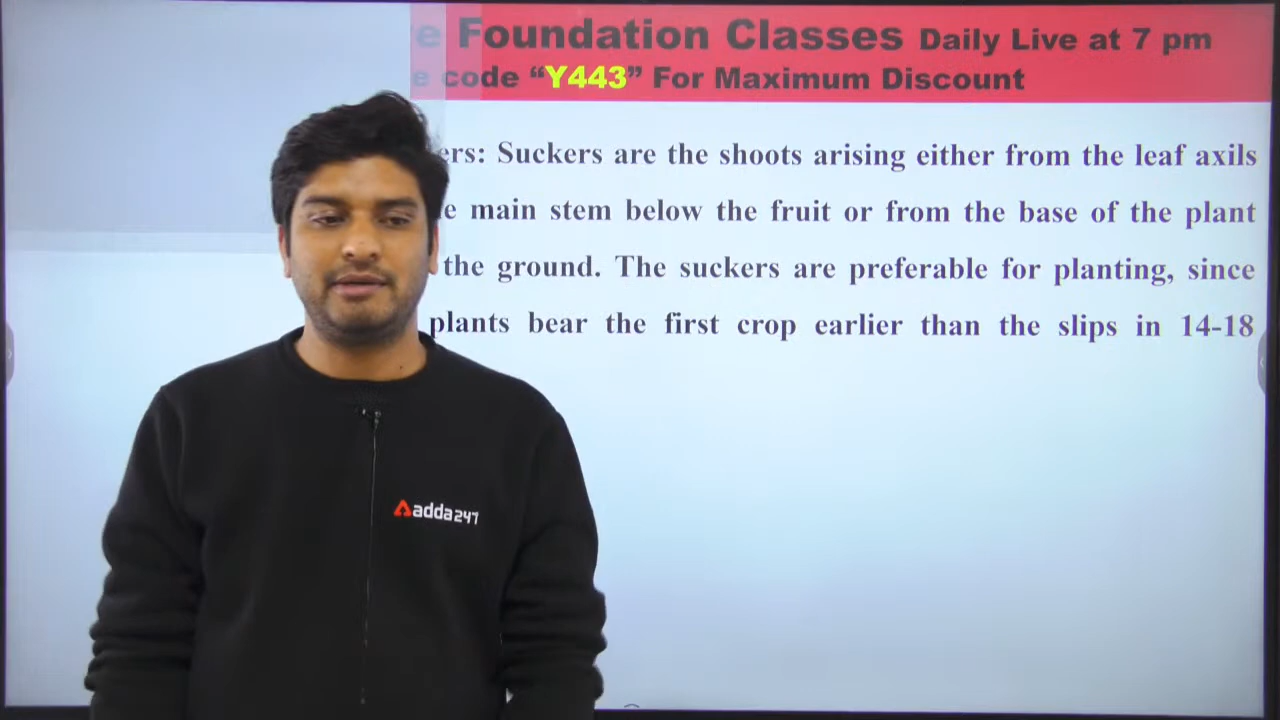 Foundation Classes Daily Live at 7 pm
code “Y443” For Maximum Discount
Suckers are the shoots arising either from the leaf axils
main stem below the fruit or from the base of the plant
the ground. The suckers are preferable for planting, since
plants bear the first crop earlier than the slips in 14-18
adda247